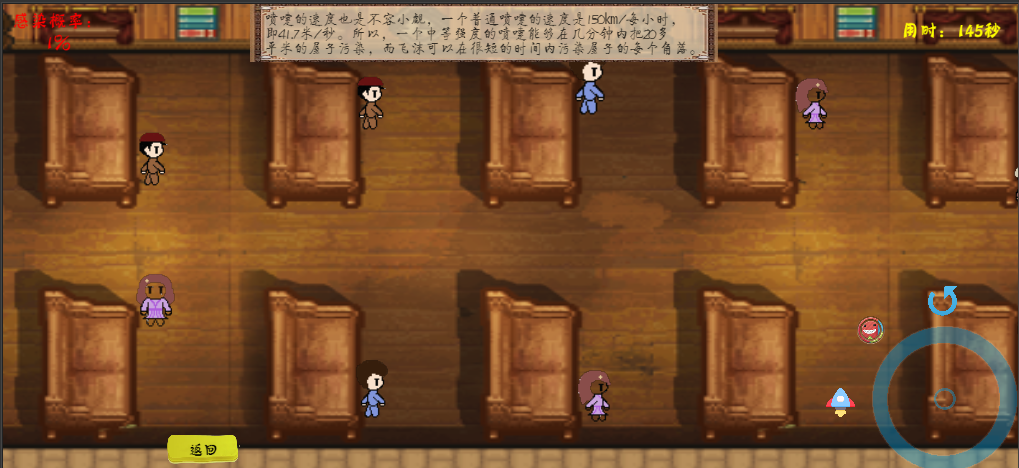 感染概率：
1%
喷嚏的速度也是不容小觑，一个普通喷嚏的速度是150km/每小时，
即41.7米/秒。所以，一个中等强度的喷嚏能够在几分钟内把20多
平米的屋子污染，而飞沫可以在很短的时间内污染屋子的每个角落。
用时：145秒
返回